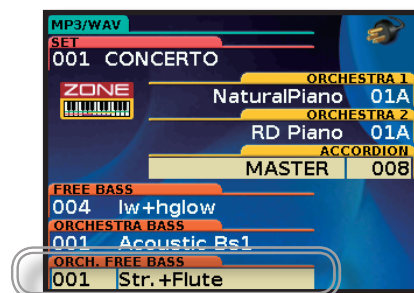 MP3/WAV
SET
001 CONCERTO
ZONE
ORCHESTRA 1
NaturalPiano 01A
ORCHESTRA 2
RD Piano 01A
ACCORDION
MASTER 008
FREE BASS
004 lw+hglow
ORCHESTRA BASS
001 Acoustic Bs1
ORCH. FREE BASS
001 Str.+Flute